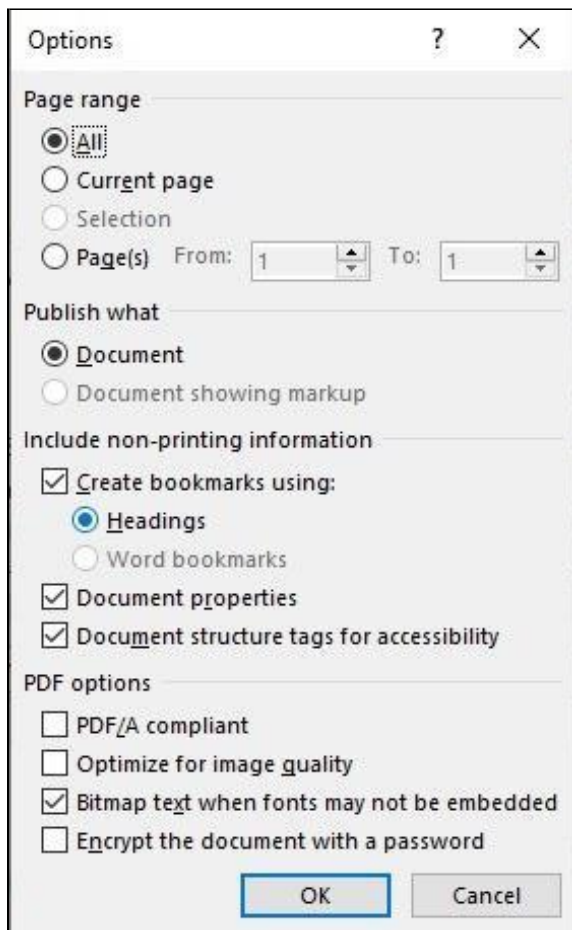 Options ?
Page range
All
Current page
Selection
Page(s) From: 1 To: 1
Publish what
Document
Document showing markup
Include non-printing information
Create bookmarks using:
Headings
Word bookmarks
Document properties
Document structure tags for accessibility
PDF options
PDF/A compliant
Optimize for image quality
Bitmap text when fonts may not be embedded
Encrypt the document with a password
OK Cancel